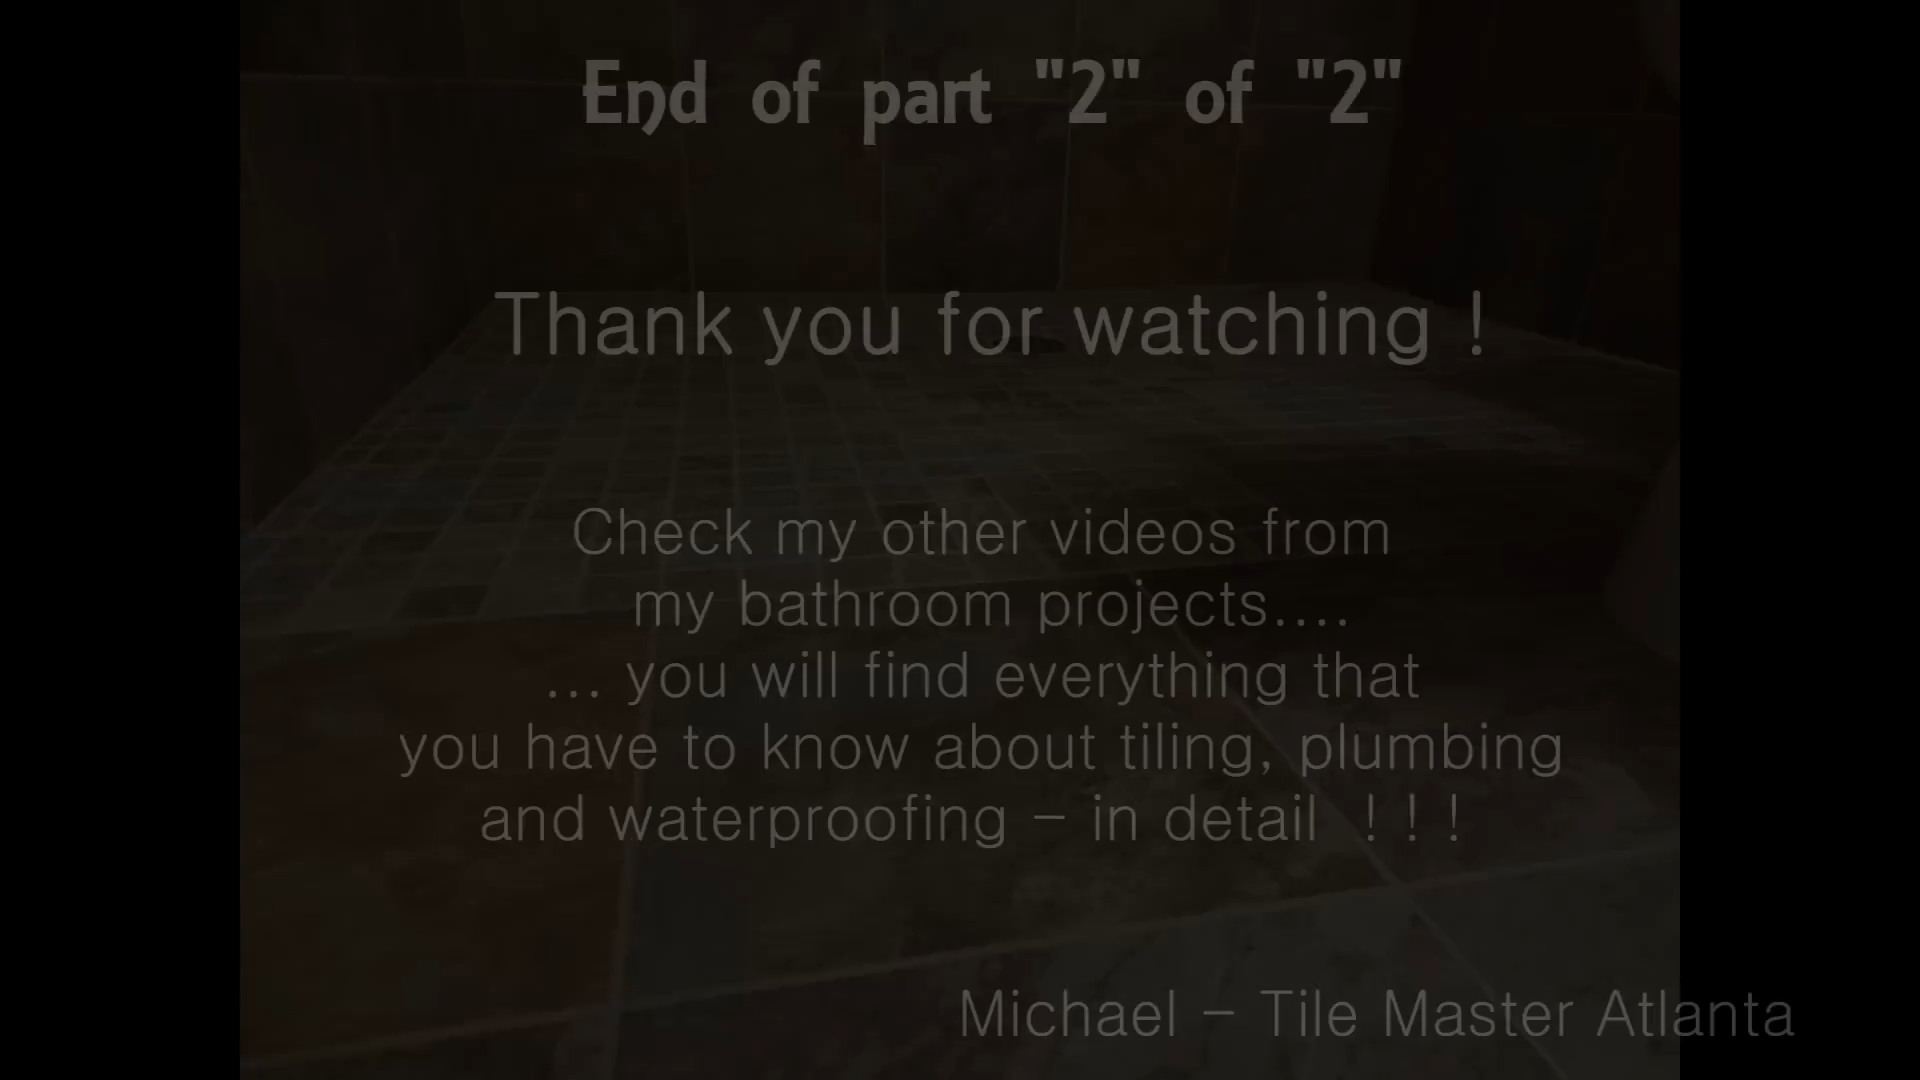 End of part "2" of "2"
Thank you for watching !
Check my other videos from
my bathroom projects....
... you will find everything that
you have to know about tiling, plumbing
and waterproofing - in detail ! ! !
Michael - Tile Master Atlanta